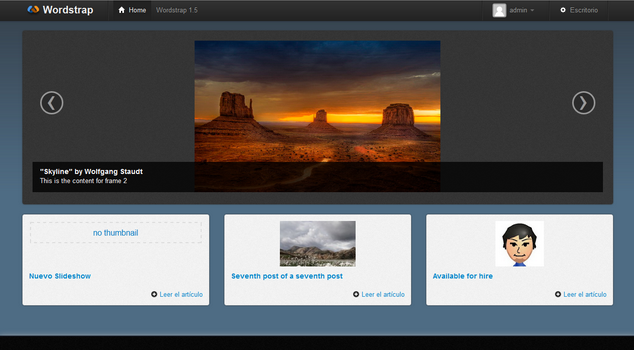 Wordstrap
Home
Wordstrap 1.5
admin
Escritorio
"Skyline" by Wolfgang Staudt
This is the content for frame 2
no thumbnail
Nuevo Slideshow
Leer el artículo
Seventh post of a seventh post
Leer el artículo
Available for hire
Leer el artículo